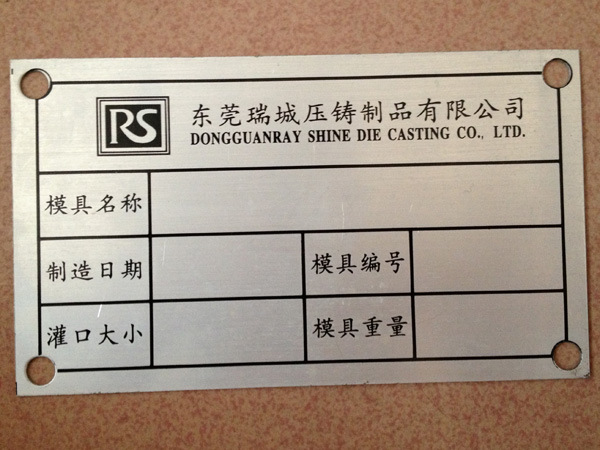 RS
东莞瑞城压铸制品有限公司
DONGGUANRAY SHINE DIE CASTING CO., LTD.
模具名称
制造日期 模具编号
灌口大小 模具重量